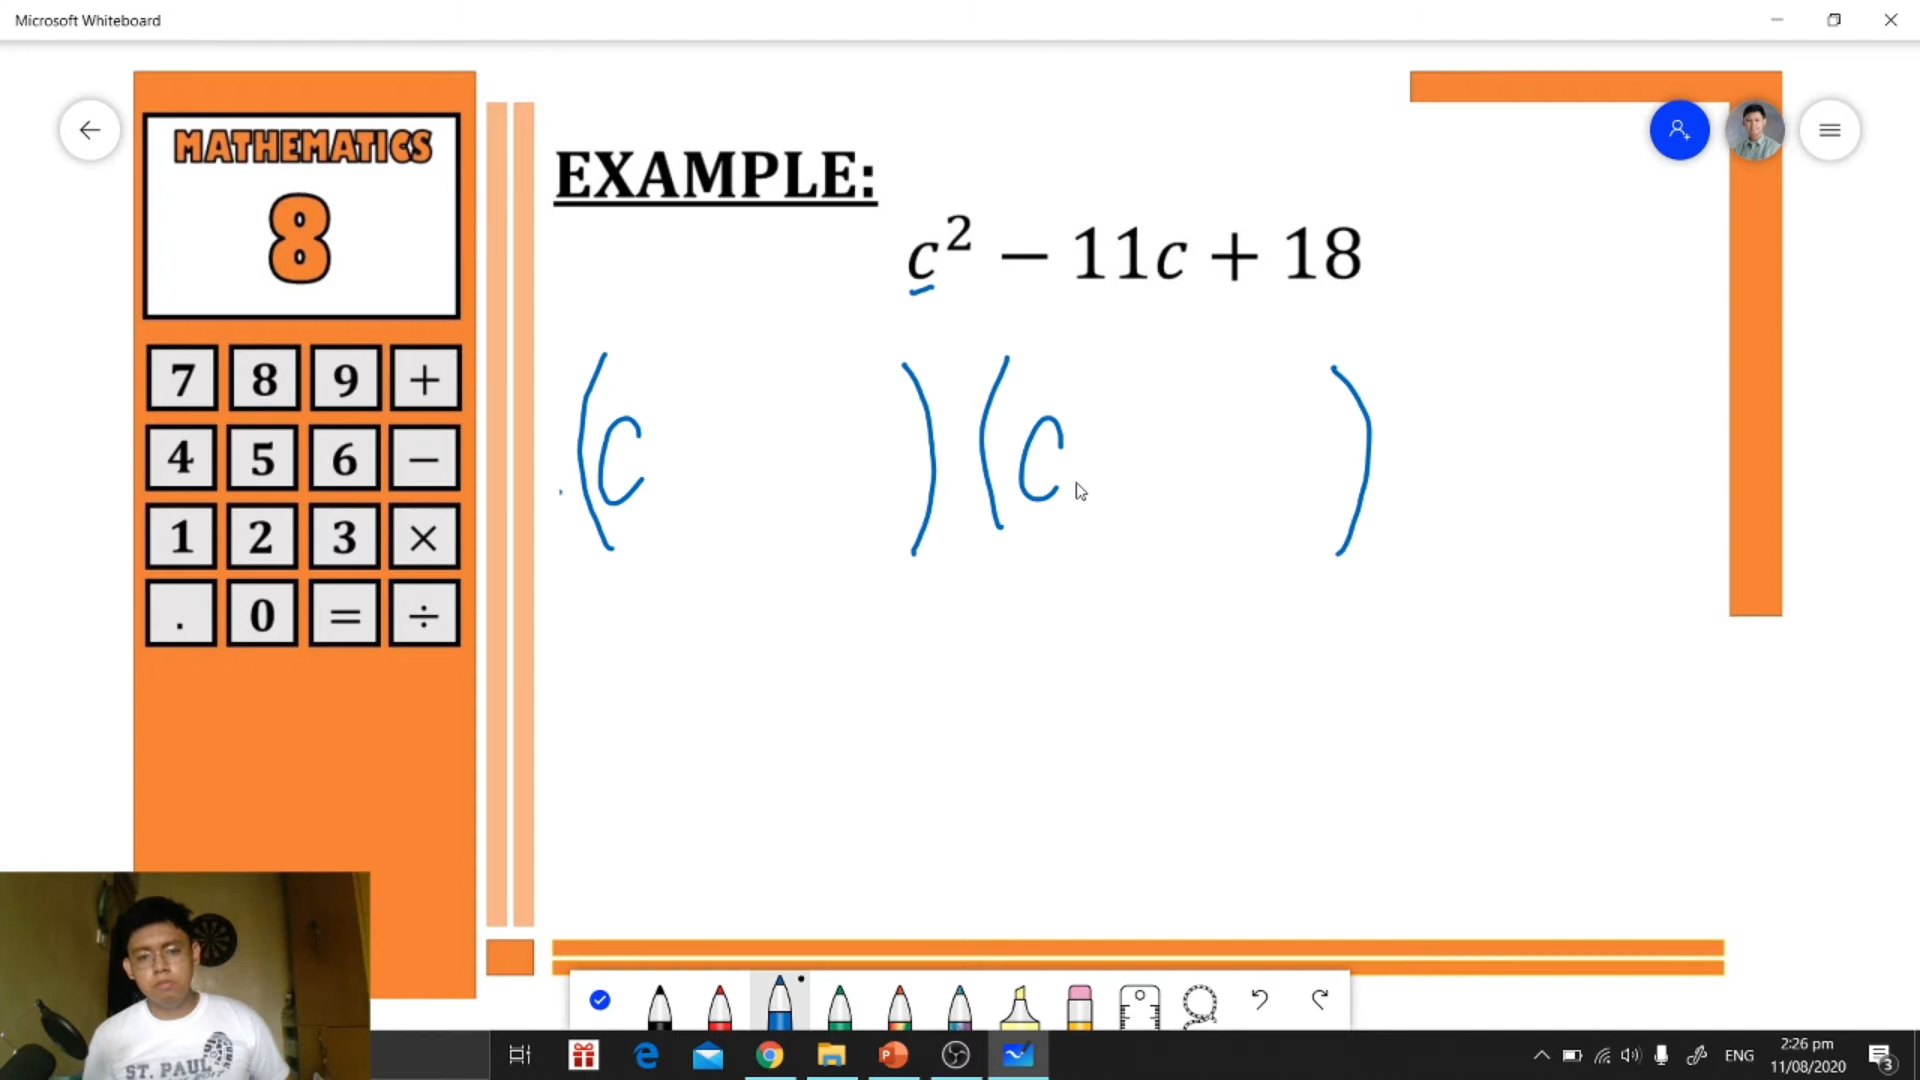 Microsoft Whiteboard
MATHEMATICS
8
7 8 9 +
4 5 6 −
1 2 3 ×
. 0 = ÷
EXAMPLE:
c² − 11c + 18
(c ) (c )
ST. PAUL
ENG
2:26 pm
11/08/2020
3